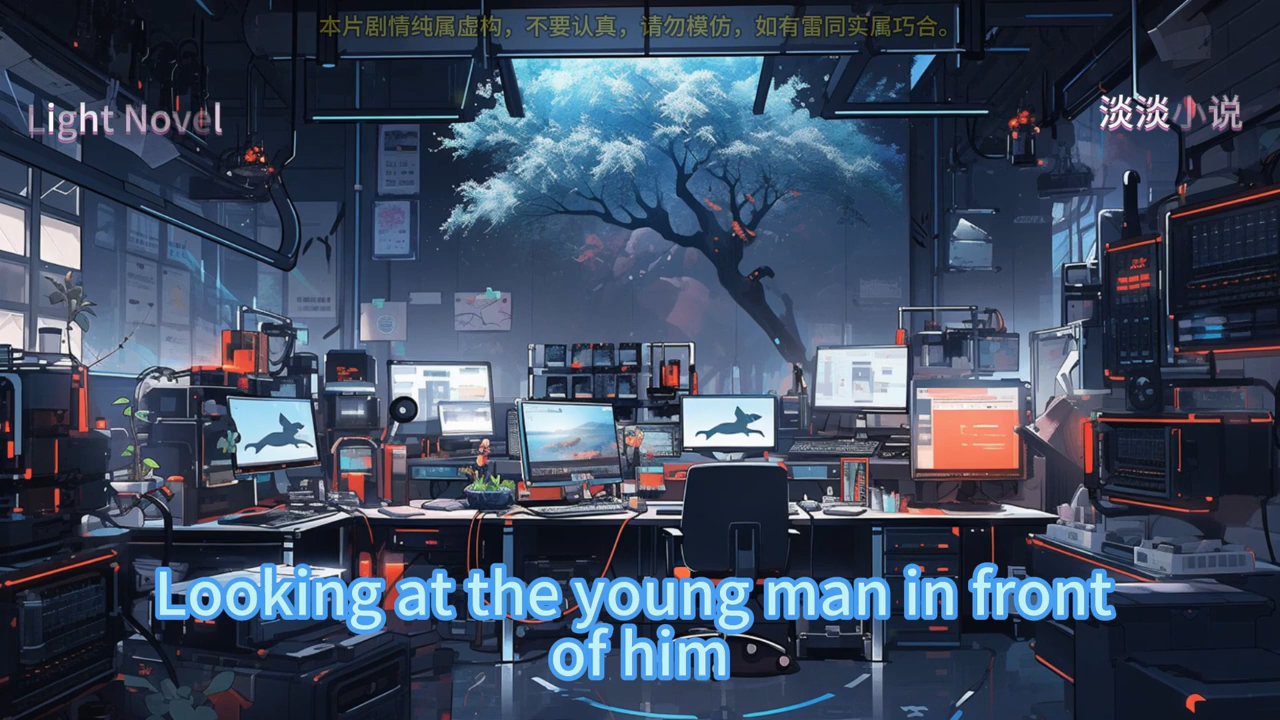 本片剧情纯属虚构，不要认真，请勿模仿，如有雷同实属巧合。
Light Novel
淡淡小说
Looking at the young man in front
of him